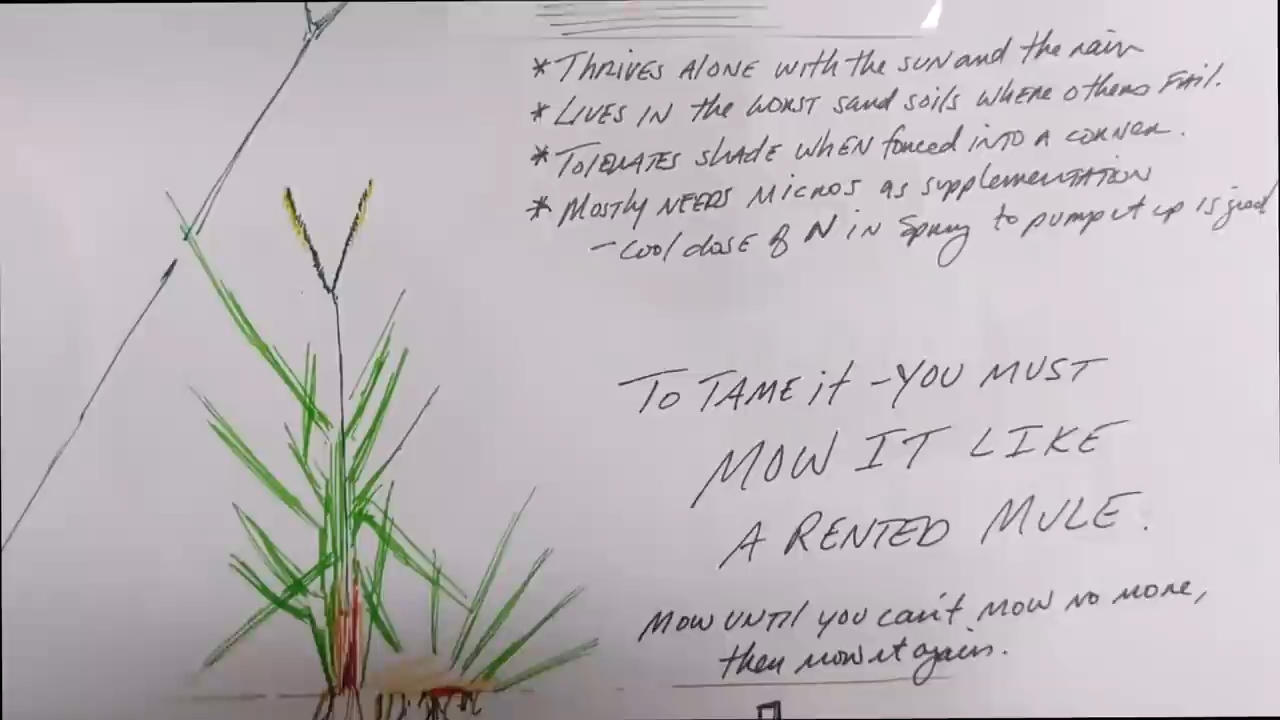 * Thrives Alone with the sun and the rain
* Lives in the worst sand soils where others fail.
* Tolerates shade when forced into a corner.
* Mostly needs micros as supplementation
- Cool dose of N in Spring to pump it up is good
To TAME it - YOU MUST
MOW IT LIKE
A RENTED MULE.
Mow until you can't mow no more,
then mow it again.